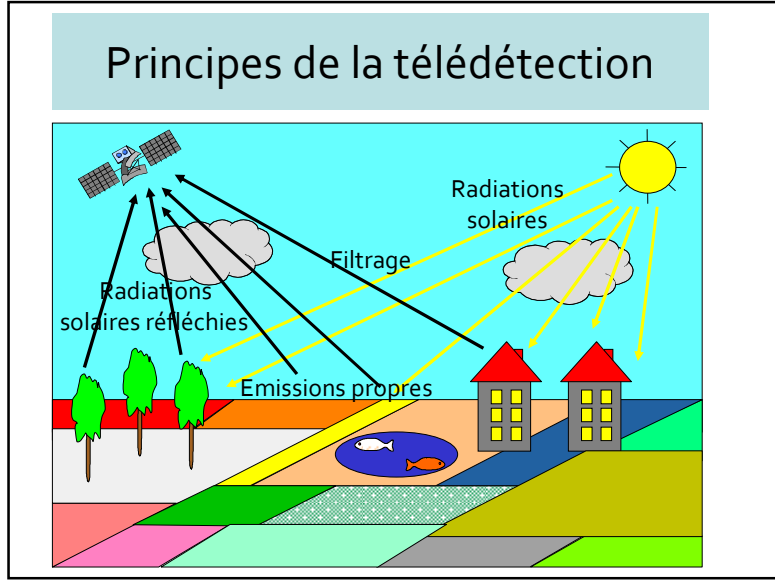 Principes de la télédétection
Radiations
solaires
Filtrage
Radiations
solaires réfléchies
Emissions propres